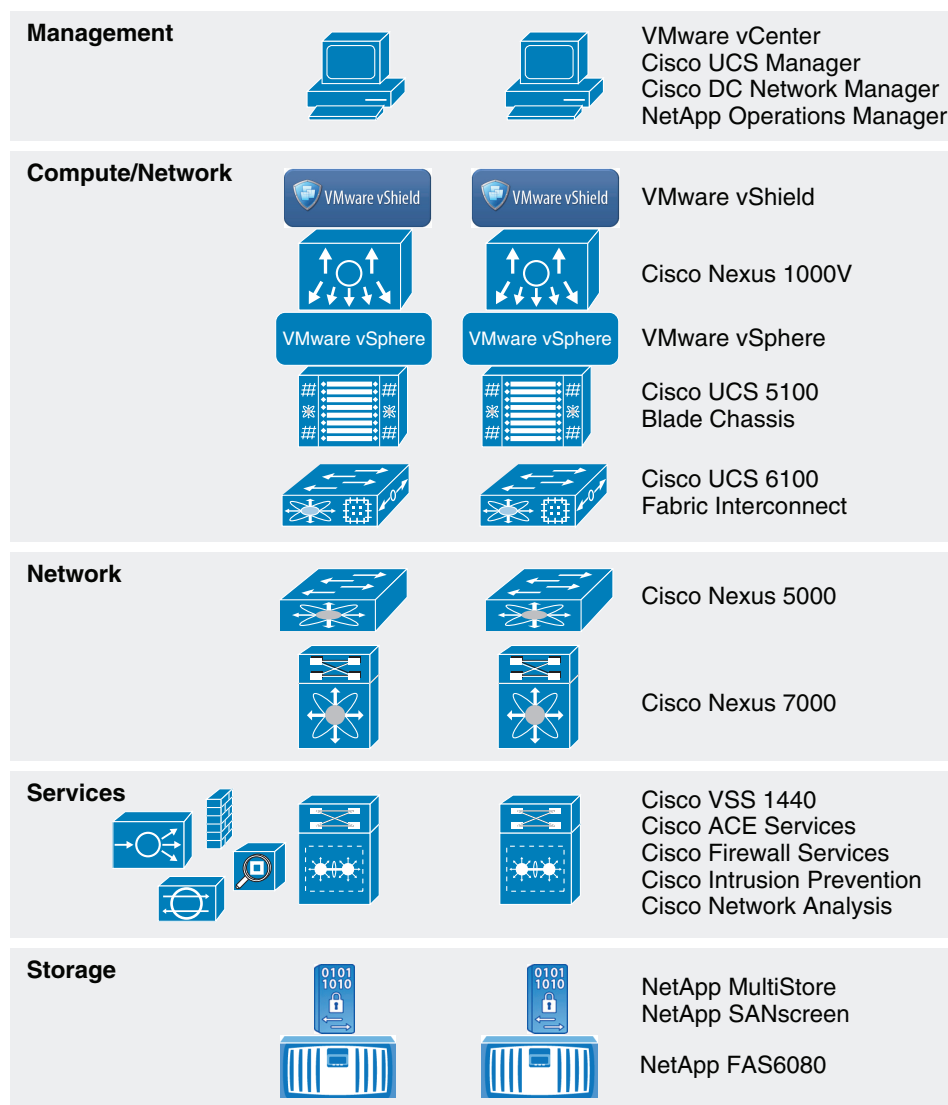 Management
VMware vCenter
Cisco UCS Manager
Cisco DC Network Manager
NetApp Operations Manager
Compute/Network
VMware vShield
VMware vShield
VMware vShield
Cisco Nexus 1000V
VMware vSphere
VMware vSphere
VMware vSphere
Cisco UCS 5100
Blade Chassis
Cisco UCS 6100
Fabric Interconnect
Network
Cisco Nexus 5000
Cisco Nexus 7000
Services
Cisco VSS 1440
Cisco ACE Services
Cisco Firewall Services
Cisco Intrusion Prevention
Cisco Network Analysis
Storage
0101
1010
0101
1010
NetApp MultiStore
NetApp SANscreen
NetApp FAS6080